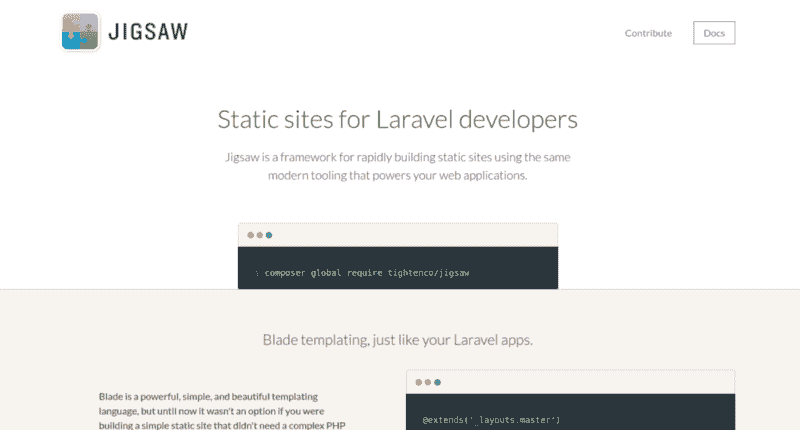 JIGSAW
Contribute
Docs
Static sites for Laravel developers
Jigsaw is a framework for rapidly building static sites using the same
modern tooling that powers your web applications.
composer global require tightenco/jigsaw
Blade templating, just like your Laravel apps.
Blade is a powerful, simple, and beautiful templating
language, but until now it wasn't an option if you were
building a simple static site that didn't need a complex PHP
@extends('_layouts.master')